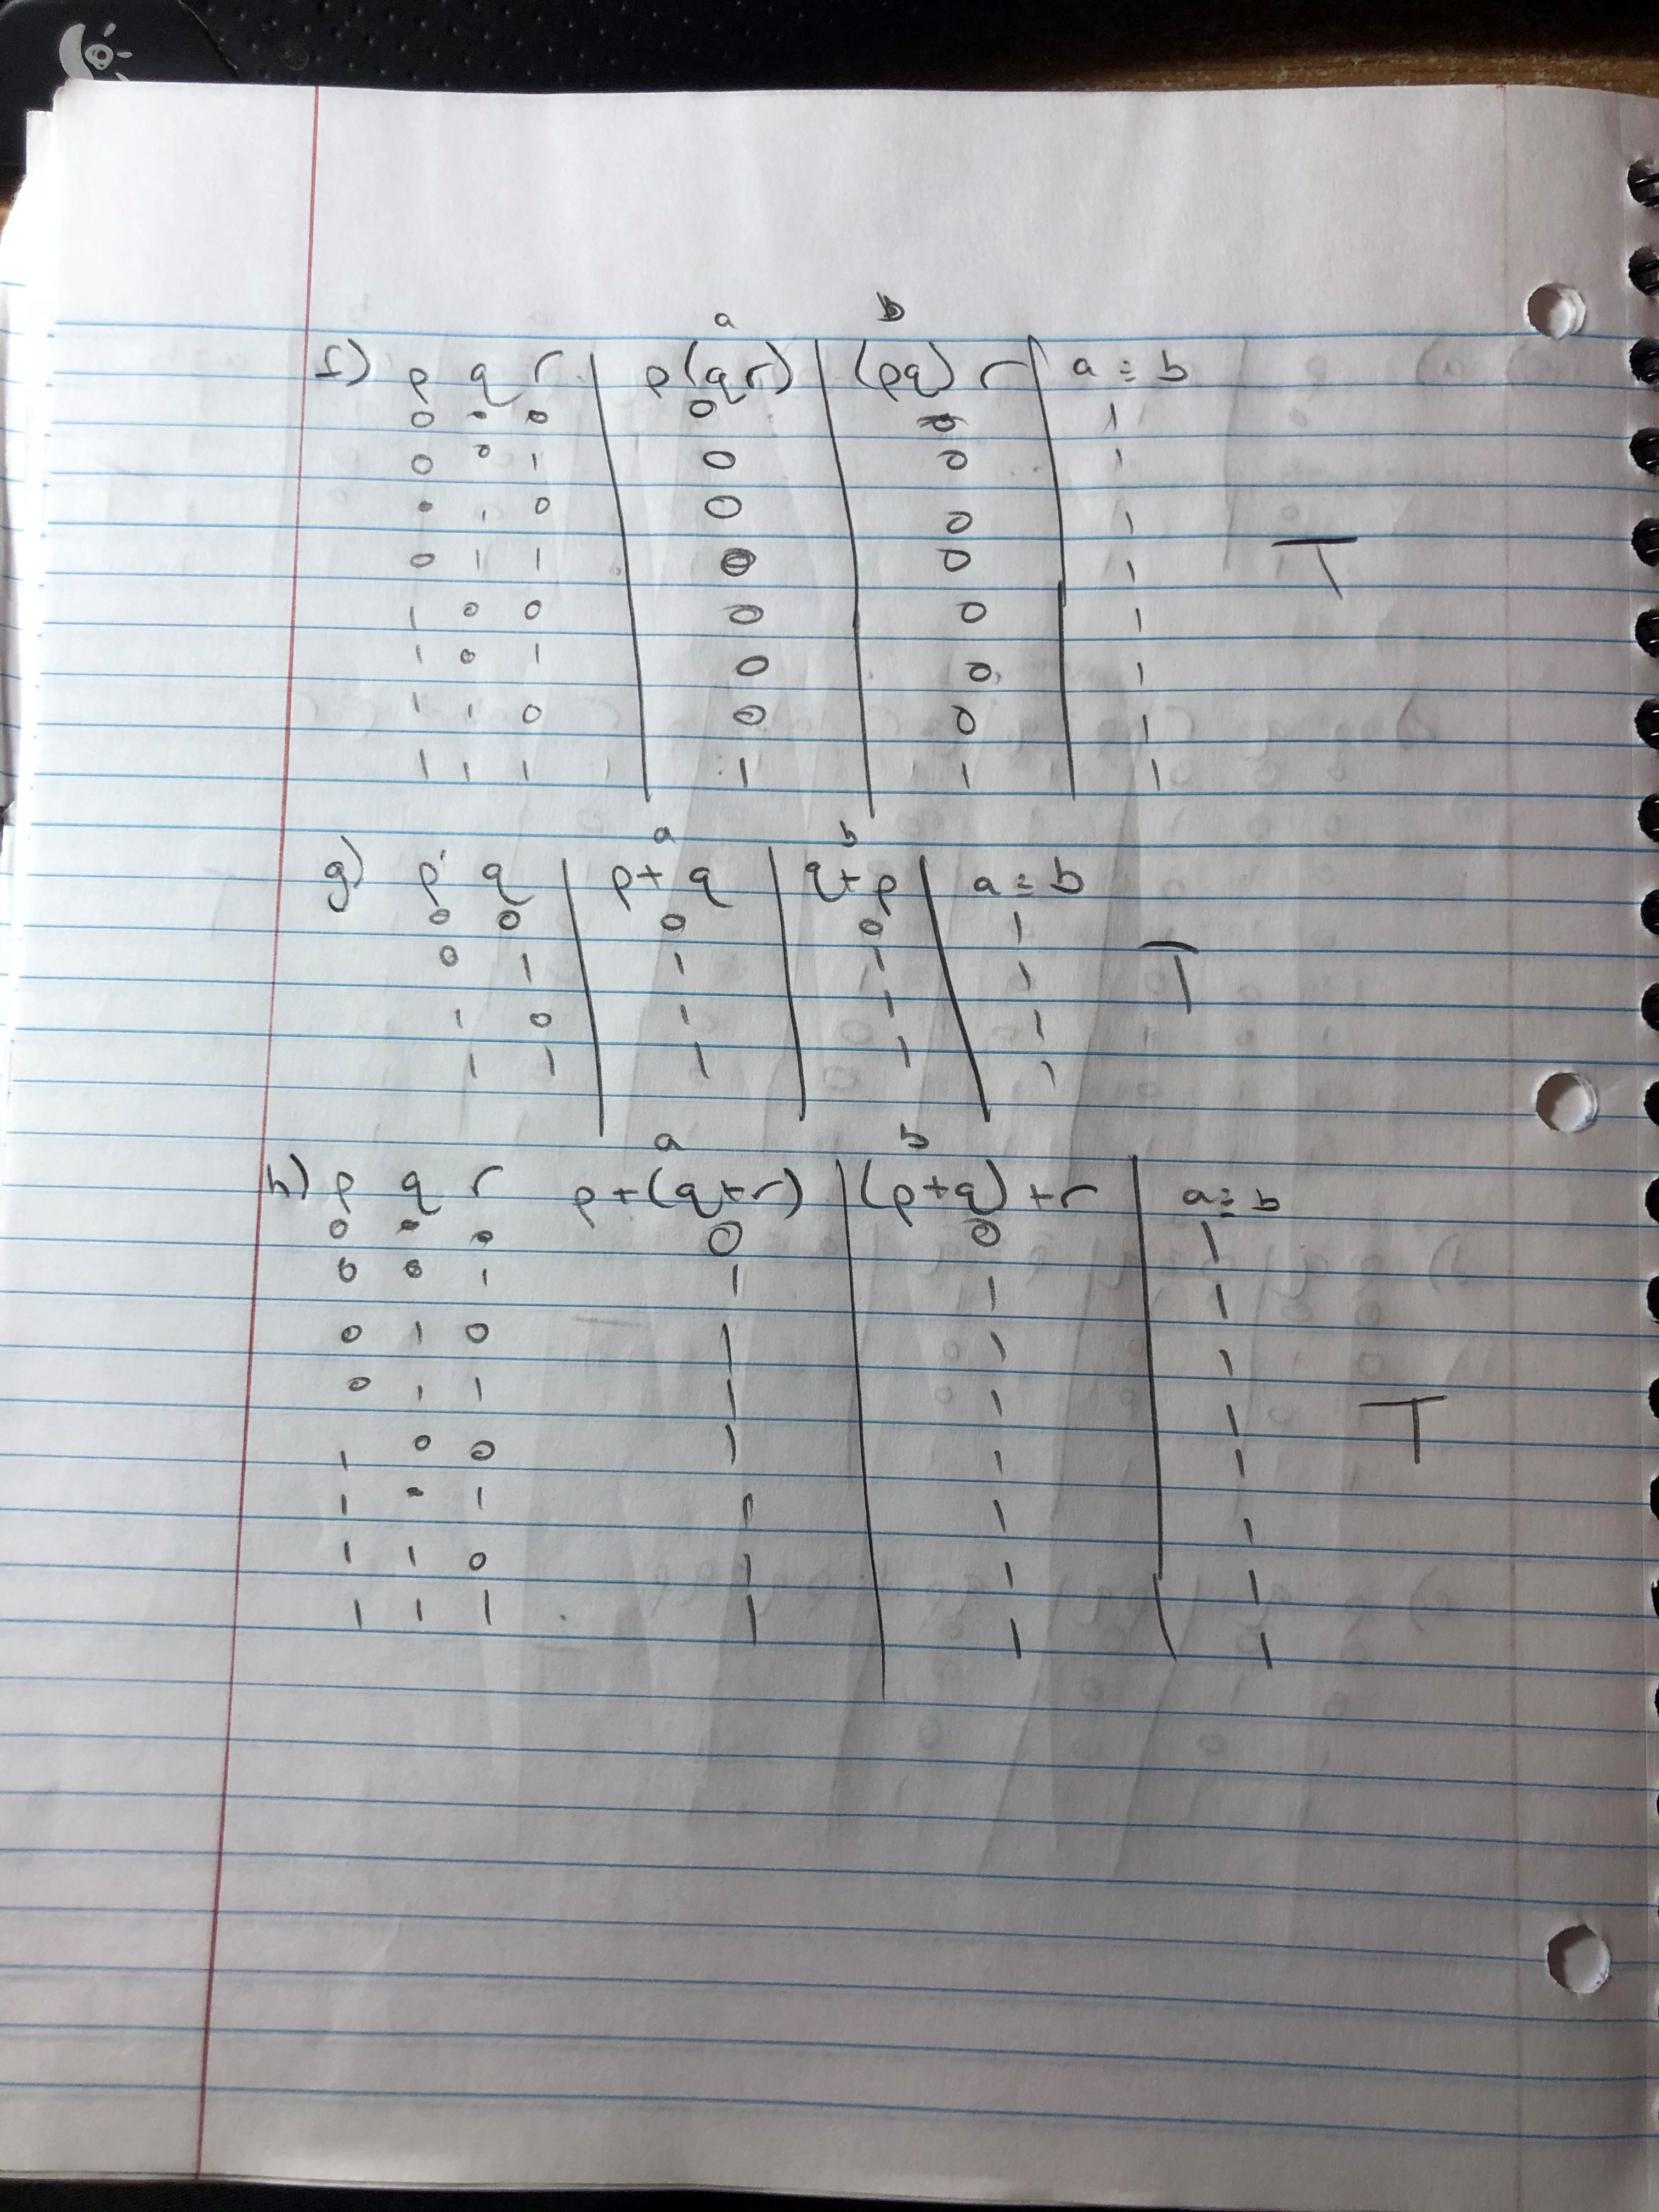 a b
f) p q r | p(qr) | (pq) r | a = b
0 0 0 0 0 1
0 0 1 0 0 1
0 1 0 0 0 1
0 1 1 0 0 1 T
1 0 0 0 0 1
1 0 1 0 0 1
1 1 0 0 0 1
1 1 1 1 1 1
a b
g) p q | p+q | q+p | a = b
0 0 0 0 1
0 1 1 1 1 T
1 0 1 1 1
1 1 1 1 1
a b
h) p q r p+(q+r) | (p+q)+r | a = b
0 0 0 0 0 1
0 0 1 1 1 1
0 1 0 1 1 1
0 1 1 1 1 1 T
1 0 0 1 1 1
1 0 1 1 1 1
1 1 0 1 1 1
1 1 1 1 1 1